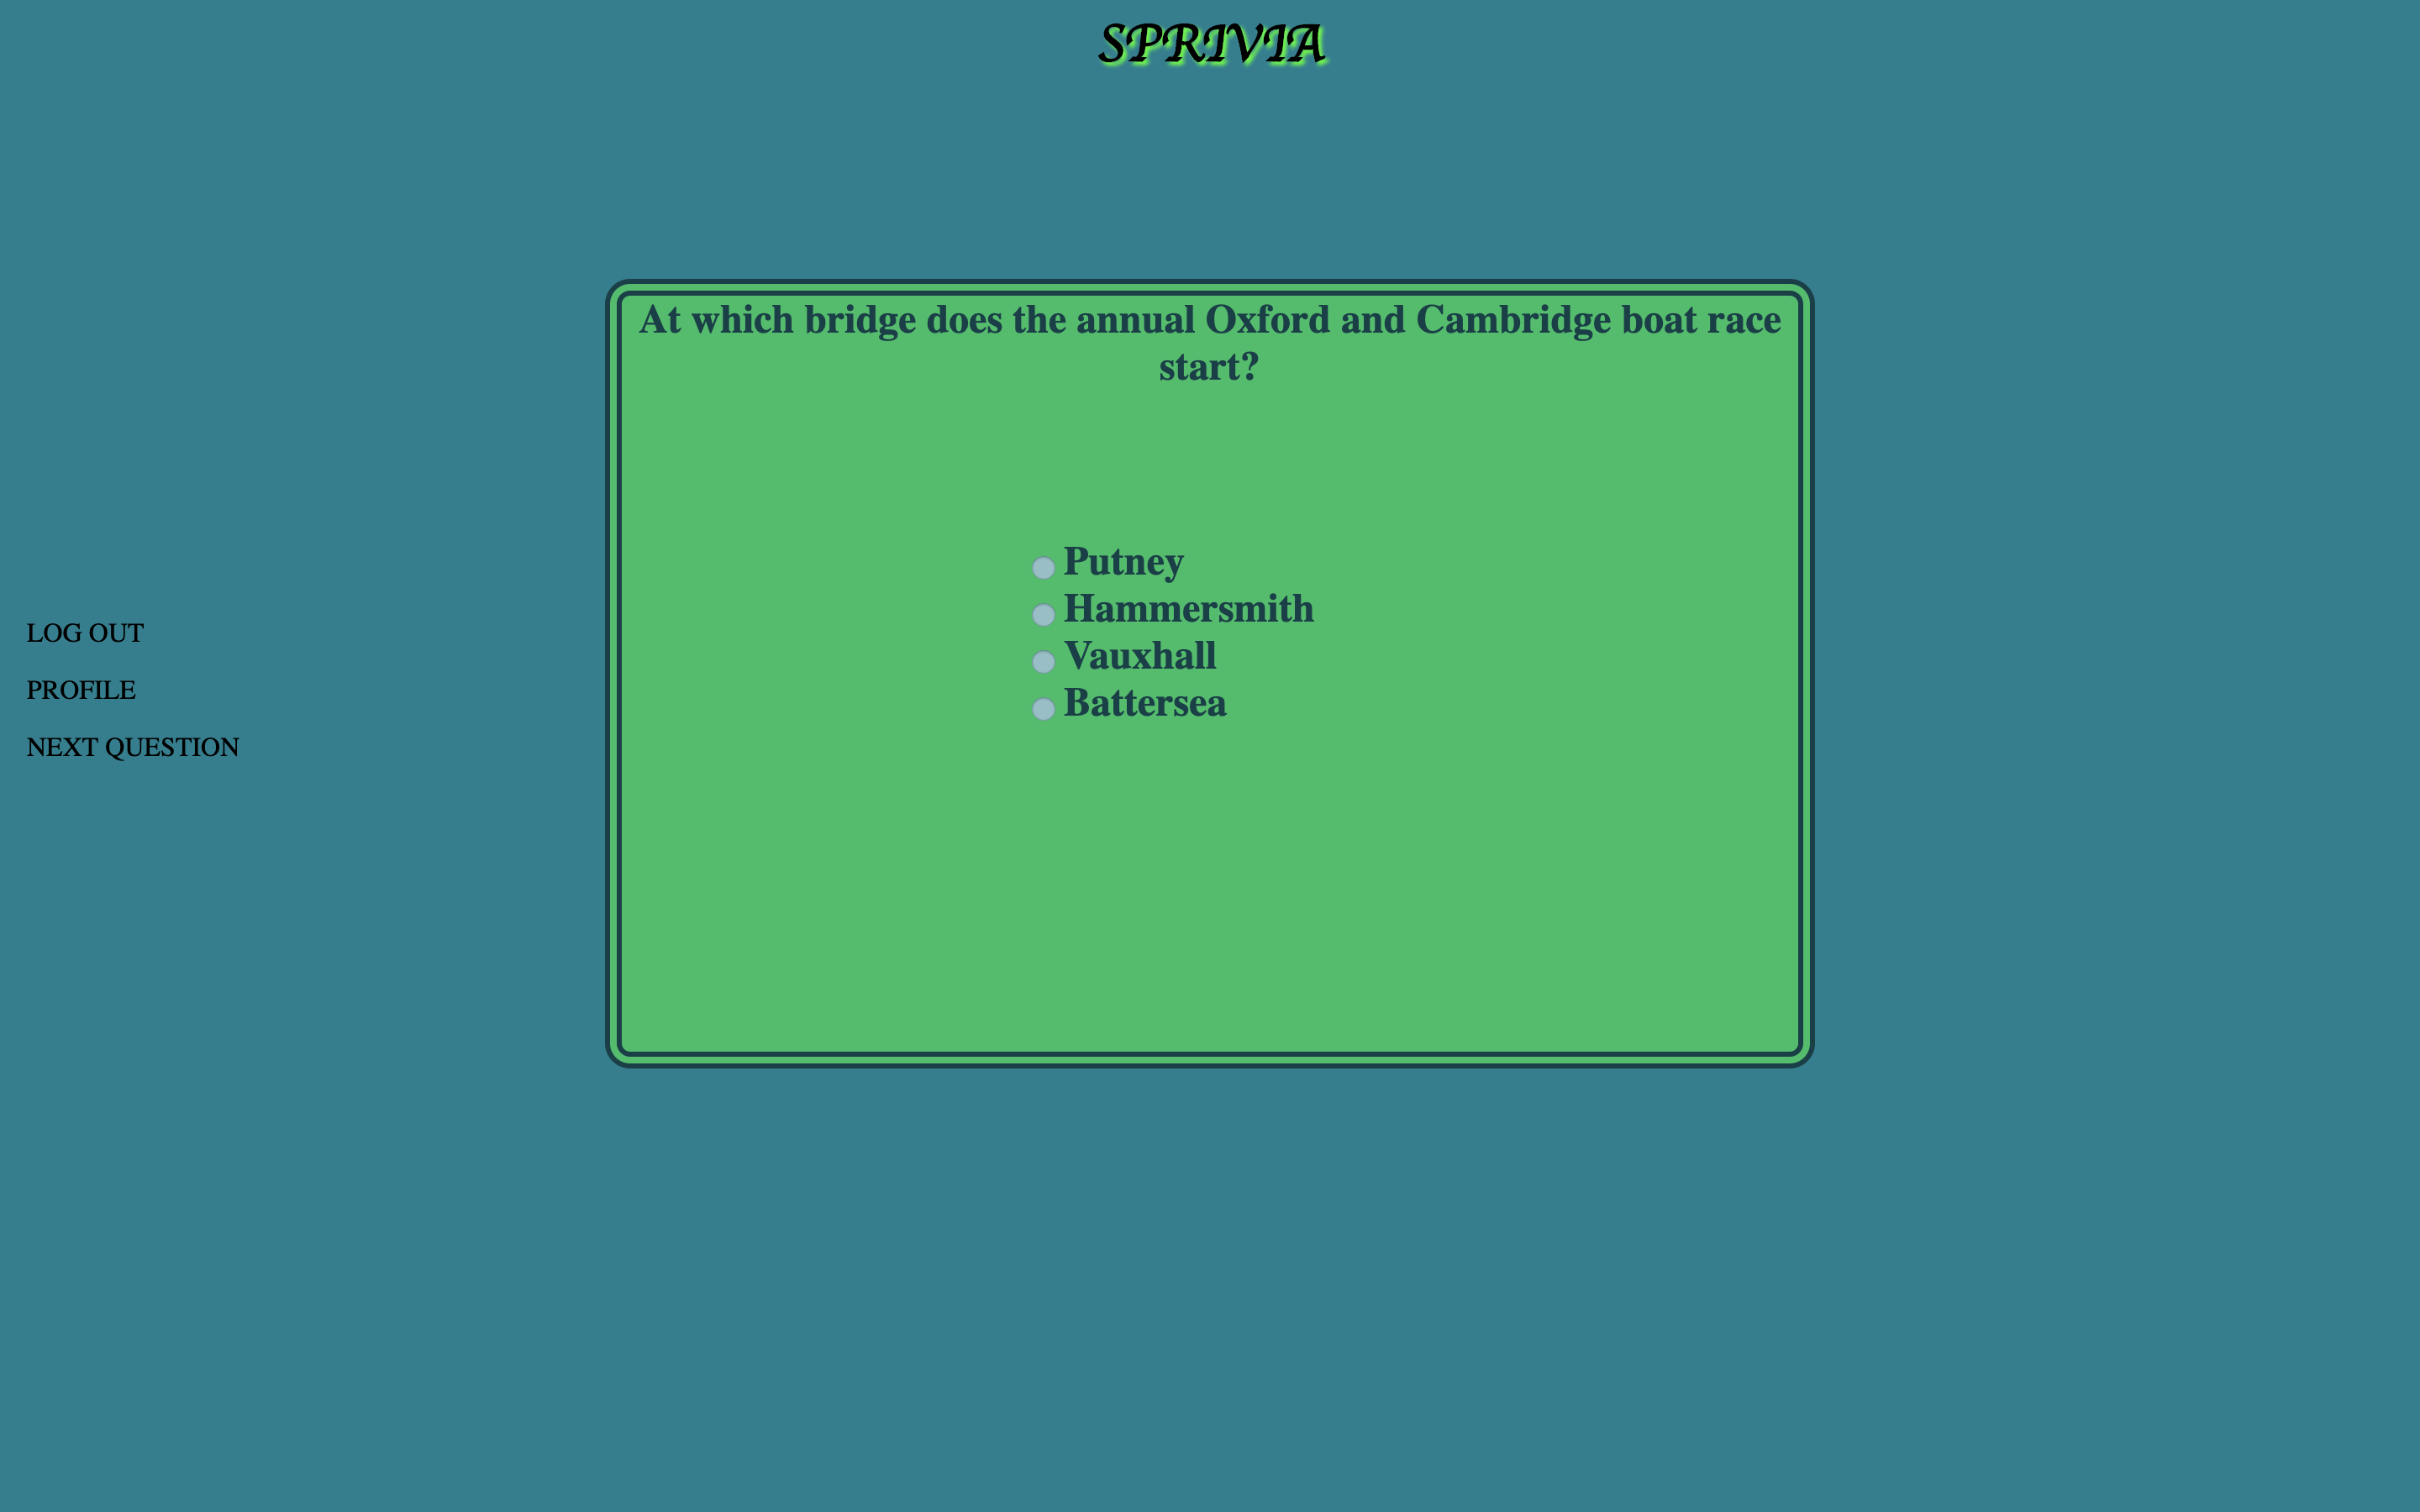 SPRIVIA
At which bridge does the annual Oxford and Cambridge boat race
start?
Putney
Hammersmith
Vauxhall
Battersea
LOG OUT
PROFILE
NEXT QUESTION